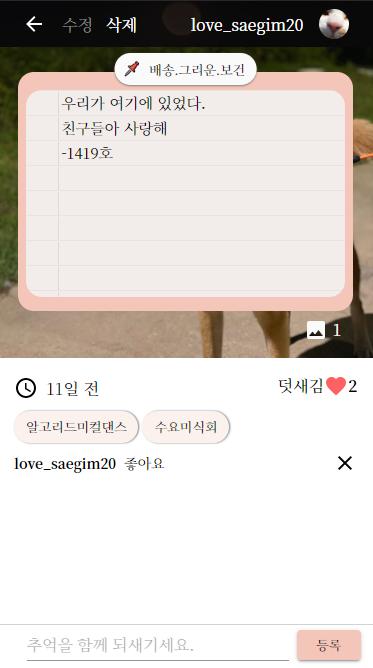 수정 삭제 love_saegim20
배송.그리운.보건
우리가 여기에 있었다.
친구들아 사랑해
-1419호
1
11일 전 덧새김 2
알고리드미컬댄스 수요미식회
love_saegim20 좋아요
추억을 함께 되새기세요. 등록